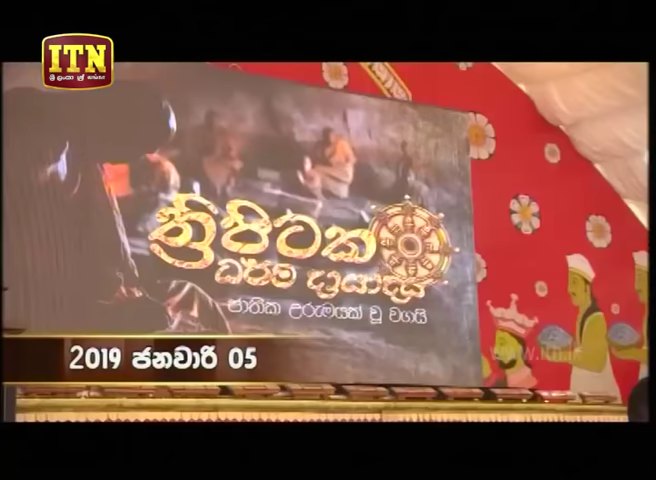 ITN
ත්‍රිපිටක
ධර්ම දායාදය
ජාතික උරුමයක් වූ වගයි
2019 ජනවාරි 05